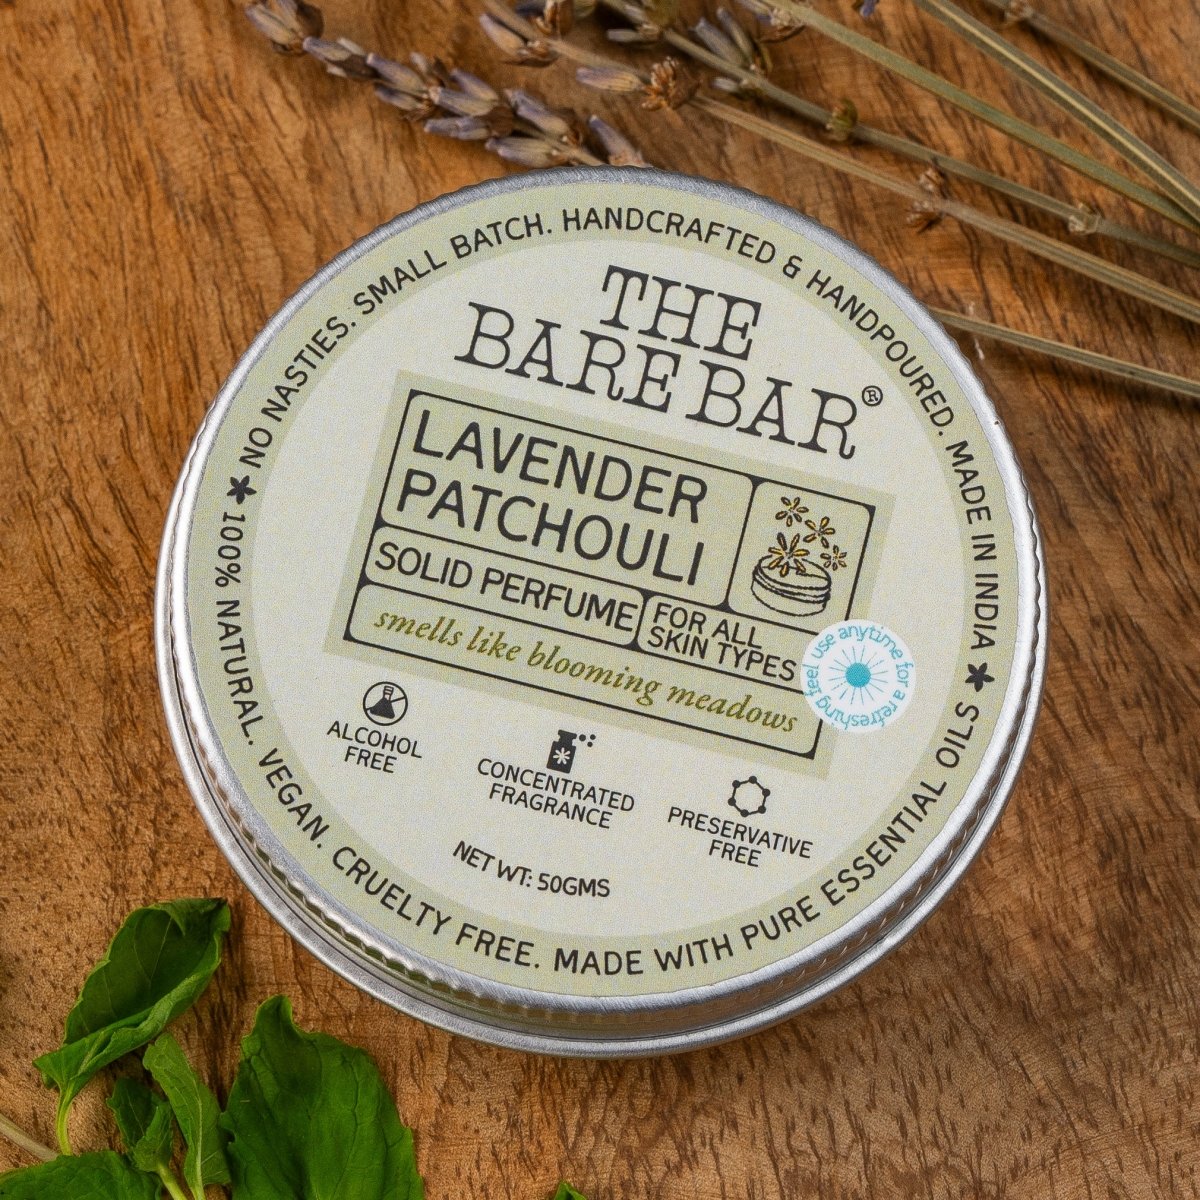 NO NASTIES. SMALL BATCH. HANDCRAFTED & HANDPOURED. MADE IN INDIA
THE
BARE BAR®
LAVENDER
PATCHOULI
SOLID PERFUME
FOR ALL
SKIN TYPES
smells like blooming meadows
use anytime for a refreshing feel
ALCOHOL
FREE
CONCENTRATED
FRAGRANCE
PRESERVATIVE
FREE
NET WT: 50GMS
100% NATURAL. VEGAN. CRUELTY FREE. MADE WITH PURE ESSENTIAL OILS